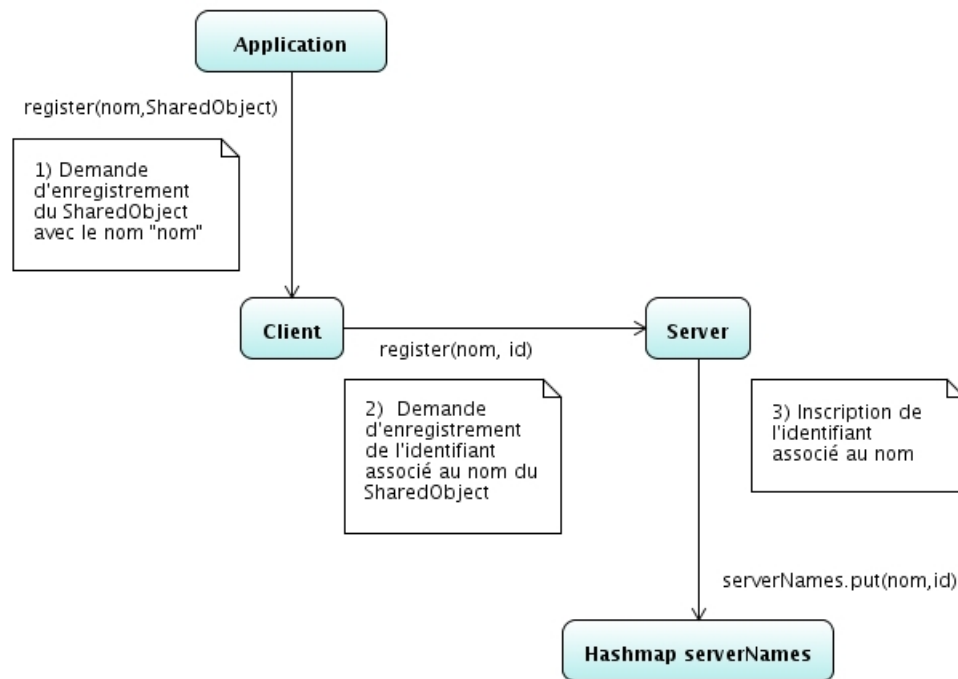 Application
register(nom,SharedObject)
1) Demande
d'enregistrement
du SharedObject
avec le nom "nom"
Client
Server
register(nom, id)
2) Demande
d'enregistrement
de l'identifiant
associé au nom du
SharedObject
3) Inscription de
l'identifiant
associé au nom
serverNames.put(nom,id)
Hashmap serverNames